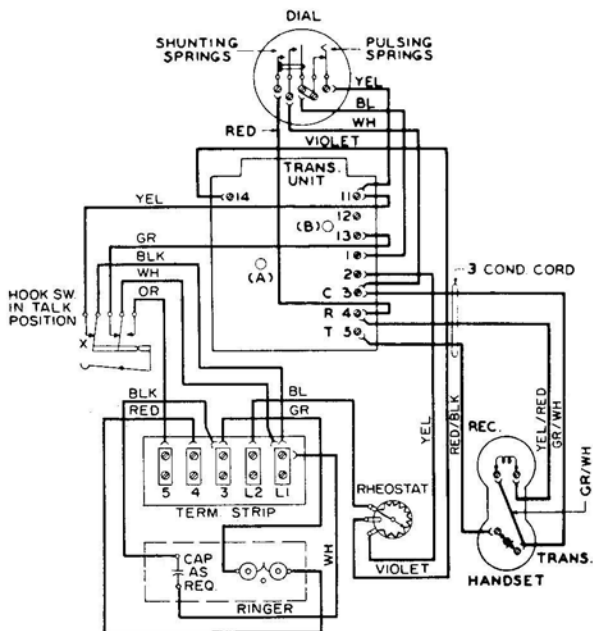 DIAL
SHUNTING
SPRINGS
PULSING
SPRINGS
YEL
BL
WH
RED
VIOLET
TRANS.
UNIT
14
11
12
(B)
13
1
2
C 3
R 4
T 5
(A)
YEL
GR
BLK
WH
OR
HOOK SW.
IN TALK
POSITION
X
3 COND. CORD
BLK
RED
BL
GR
YEL
RED/BLK
YEL/RED
GR/WH
REC.
GR/WH
5 4 3 L2 L1
TERM. STRIP
RHEOSTAT
CAP
AS
REQ.
WH
VIOLET
RINGER
TRANS.
HANDSET